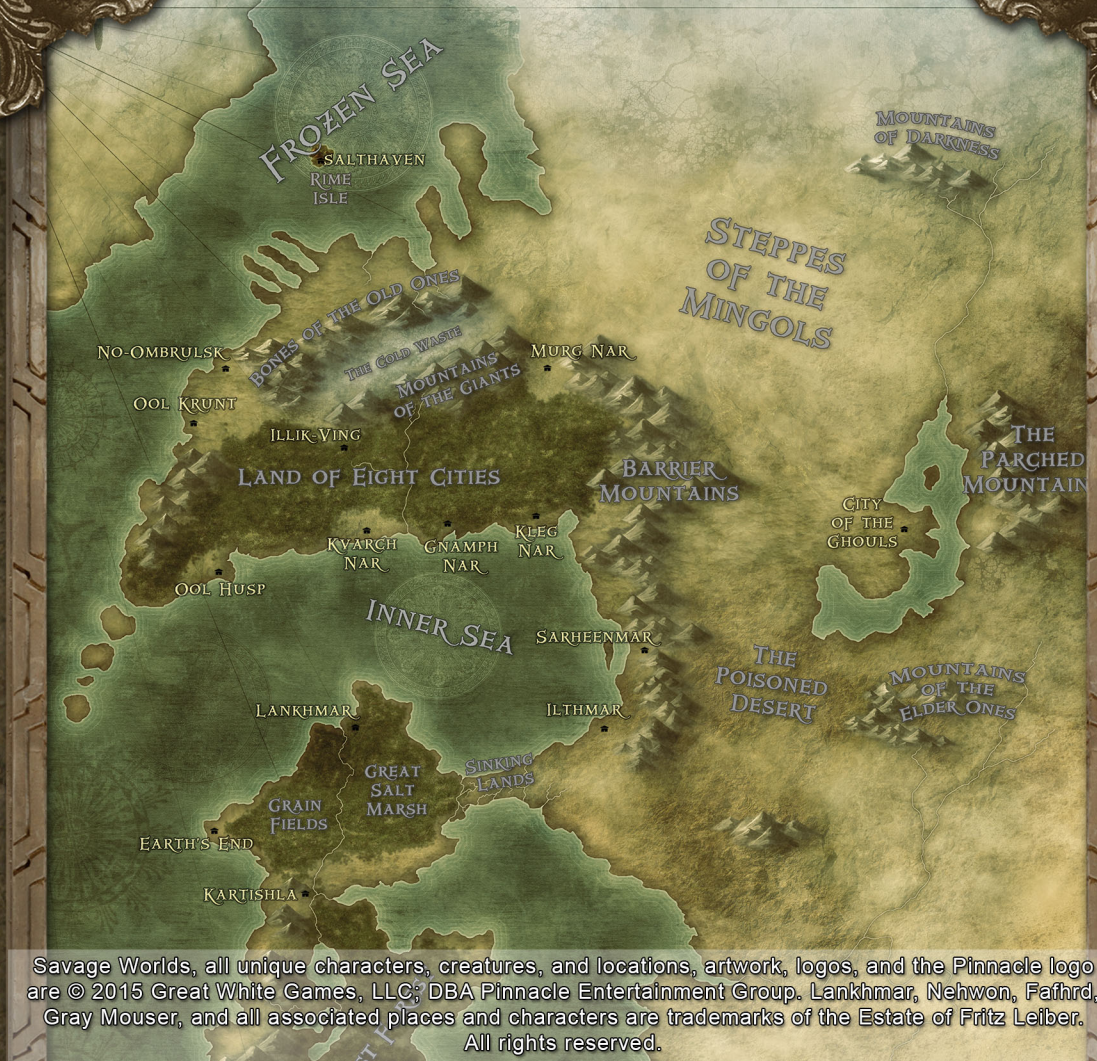 Frozen Sea
Mountains
of Darkness
Salthaven
Rime
Isle
Steppes
of the
Mingols
Bones of the Old Ones
The Cold Waste
No-Ombrulsk
Murg Nar
Mountains
of the Giants
Ool Krunt
Illik-Ving
Land of Eight Cities
Barrier
Mountains
The
Parched
Mountain
City
of the
Ghouls
Kvarch
Nar
Gnamph
Nar
Kleg
Nar
Ool Husp
Inner Sea
Sarheenmar
The
Poisoned
Desert
Mountains
of the
Elder Ones
Lankhmar
Ilthmar
Sinking
Lands
Great
Salt
Marsh
Grain
Fields
Earth's End
Kartishla
Savage Worlds, all unique characters, creatures, and locations, artwork, logos, and the Pinnacle logo
are © 2015 Great White Games, LLC; DBA Pinnacle Entertainment Group. Lankhmar, Nehwon, Fafhrd,
Gray Mouser, and all associated places and characters are trademarks of the Estate of Fritz Leiber.
All rights reserved.